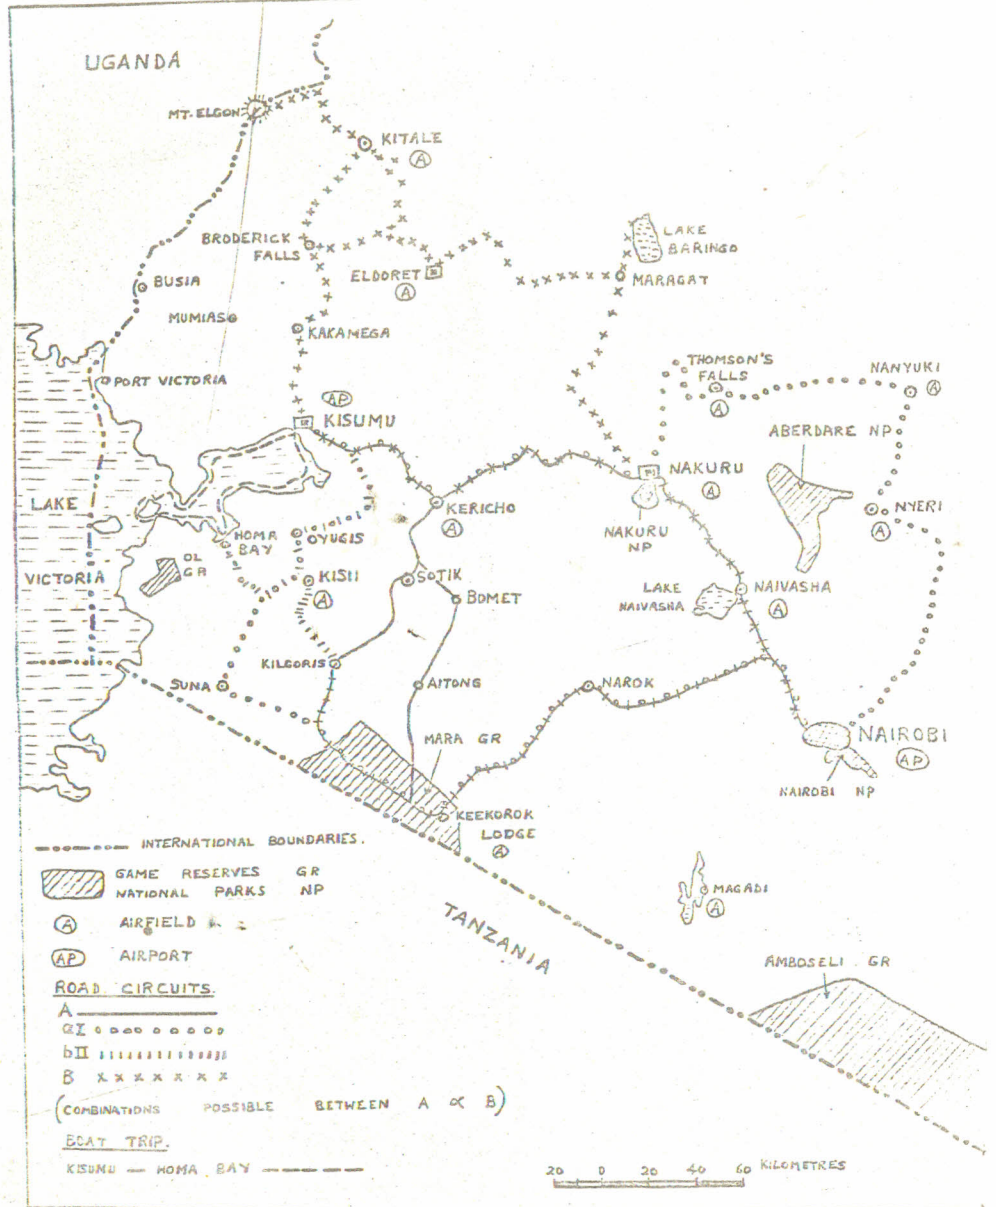 UGANDA
MT. ELGON
KITALE
A
BRODERICK
FALLS
ELDORET
A
LAKE
BARINGO
MARAGAT
BUSIA
MUMIAS
KAKAMEGA
PORT VICTORIA
AP
KISUMU
THOMSON'S
FALLS
A
NANYUKI
A
ABERDARE NP
NAKURU
A
NAKURU
NP
KERICHO
A
NYERI
A
LAKE
VICTORIA
HOMA
BAY
OYUGIS
OL
GR
KISII
A
SOTIK
BOMET
LAKE
NAIVASHA
NAIVASHA
A
KILGORIS
SUNA
AITONG
NAROK
MARA GR
NAIROBI
AP
NAIROBI NP
KEEKOROK
LODGE
A
MAGADI
A
TANZANIA
AMBOSELI GR
INTERNATIONAL BOUNDARIES.
GAME RESERVES GR
NATIONAL PARKS NP
A AIRFIELD
AP AIRPORT
ROAD CIRCUITS.
A
aI
bII
B
(COMBINATIONS POSSIBLE BETWEEN A & B)
BOAT TRIP.
KISUMU — HOMA BAY
20 0 20 40 60 KILOMETRES